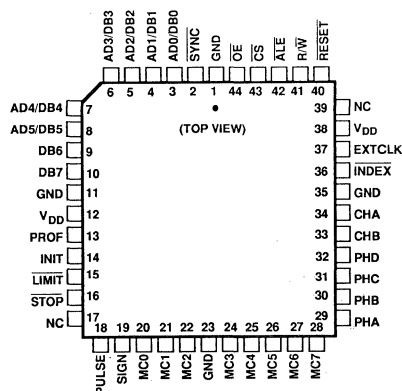 AD3/DB3
AD2/DB2
AD1/DB1
AD0/DB0
SYNC
GND
OE
CS
ALE
R/W
RESET
6 5 4 3 2 1 44 43 42 41 40
(TOP VIEW)
AD4/DB4 7
AD5/DB5 8
DB6 9
DB7 10
GND 11
VDD 12
PROF 13
INIT 14
LIMIT 15
STOP 16
NC 17
39 NC
38 VDD
37 EXTCLK
36 INDEX
35 GND
34 CHA
33 CHB
32 PHD
31 PHC
30 PHB
29 PHA
18 19 20 21 22 23 24 25 26 27 28
PULSE
SIGN
MC0
MC1
MC2
GND
MC3
MC4
MC5
MC6
MC7